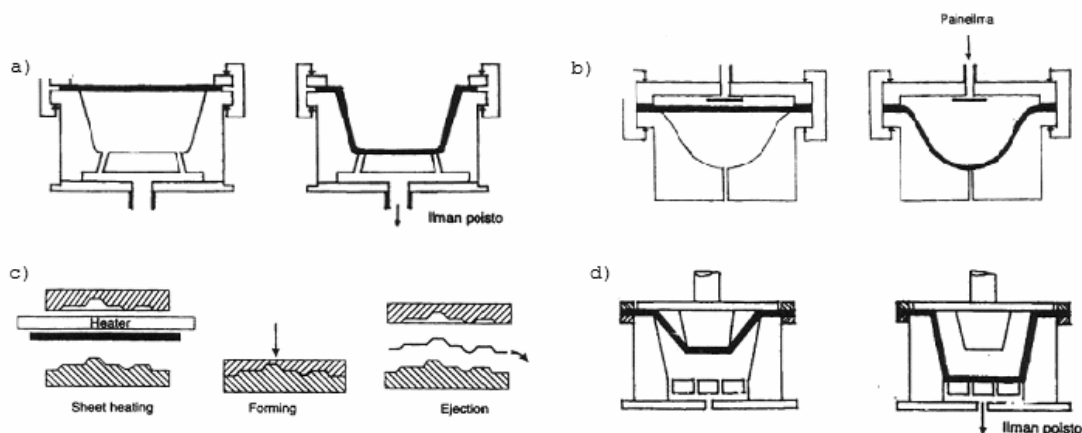 a)
Ilman poisto
b)
Paineilma
c)
Heater
Sheet heating
Forming
Ejection
d)
Ilman poisto